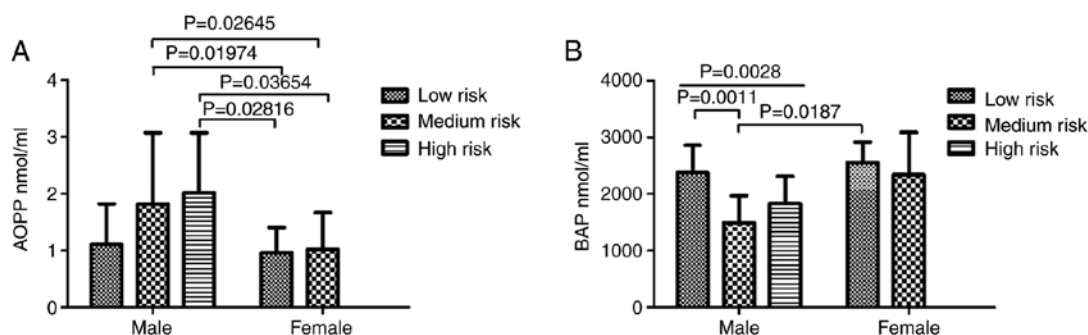 A
P=0.02645
P=0.01974
P=0.03654
P=0.02816
AOPP nmol/ml
4
3
2
1
0
Male
Female
Low risk
Medium risk
High risk
B
P=0.0028
P=0.0011
P=0.0187
BAP nmol/ml
4000
3000
2000
1000
0
Male
Female
Low risk
Medium risk
High risk